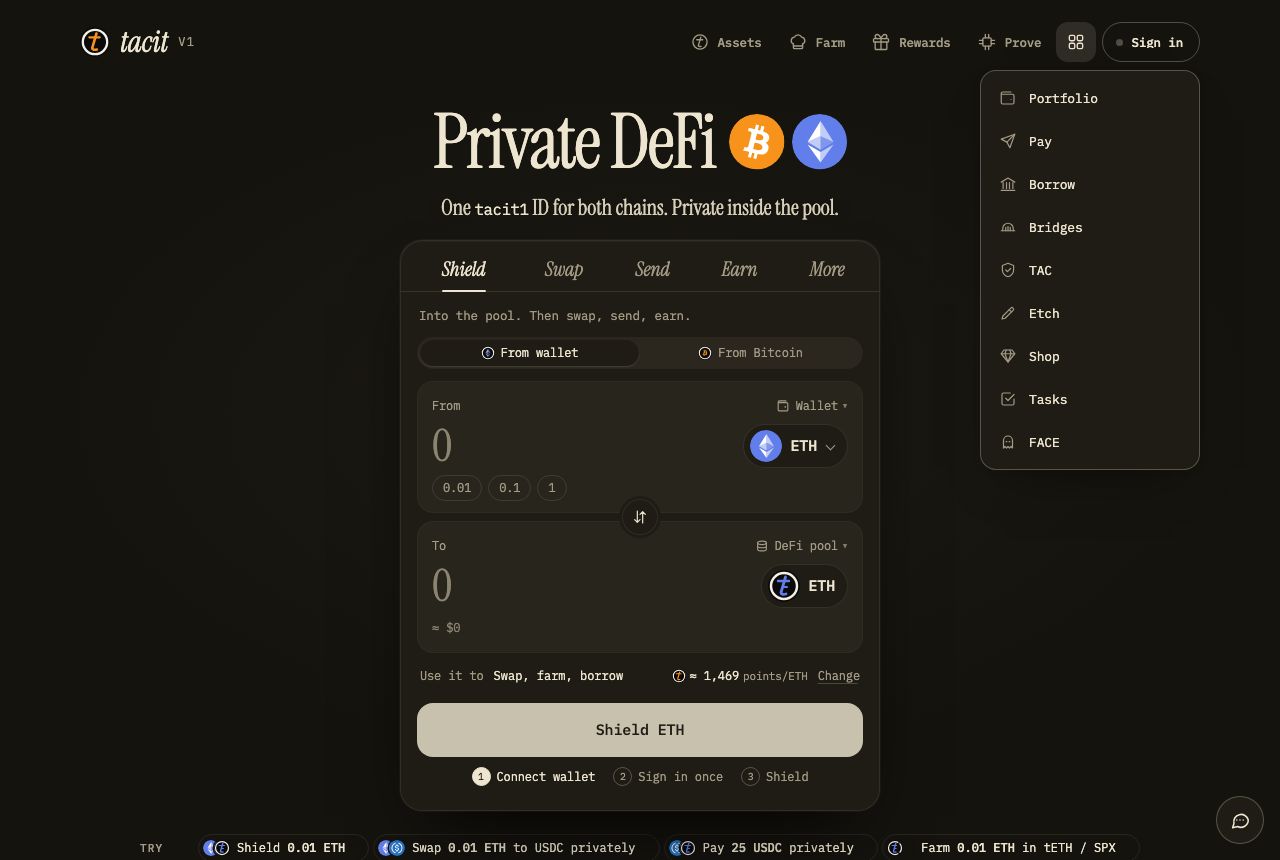 tacit V1
Assets Farm Rewards Prove Sign in
Portfolio
Pay
Borrow
Bridges
TAC
Etch
Shop
Tasks
FACE
Private DeFi
One tacit1 ID for both chains. Private inside the pool.
Shield Swap Send Earn More
Into the pool. Then swap, send, earn.
From wallet From Bitcoin
From Wallet
0 ETH
0.01 0.1 1
To DeFi pool
0 ETH
≈ $0
Use it to Swap, farm, borrow ≈ 1,469 points/ETH Change
Shield ETH
1 Connect wallet 2 Sign in once 3 Shield
TRY Shield 0.01 ETH Swap 0.01 ETH to USDC privately Pay 25 USDC privately Farm 0.01 ETH in tETH / SPX